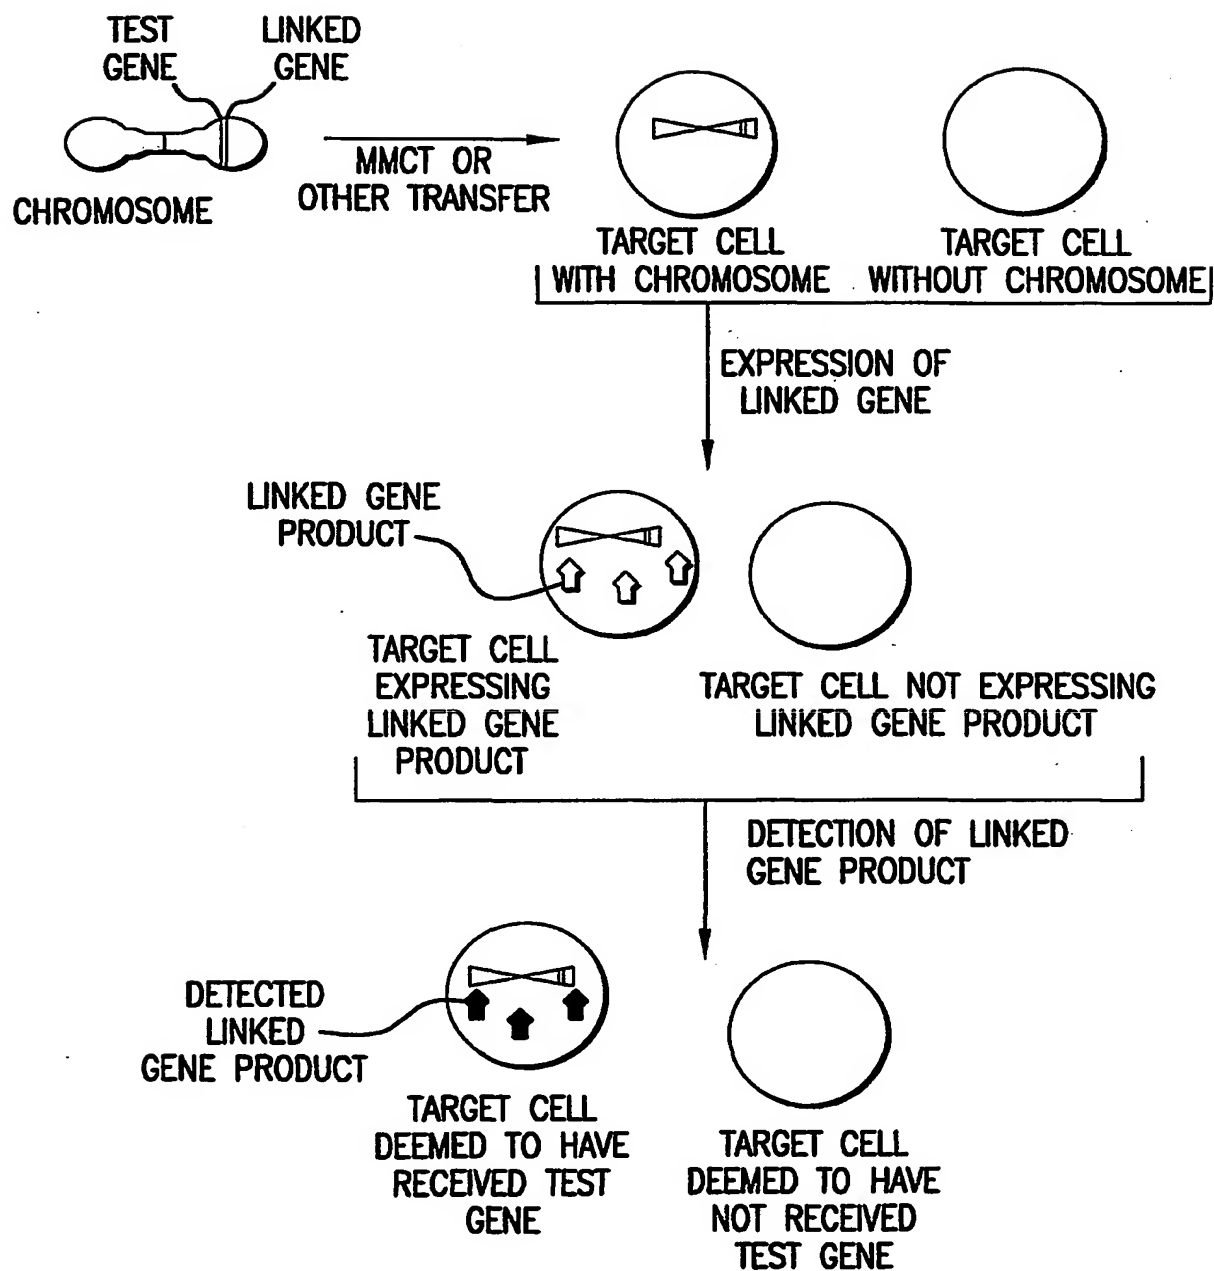 TEST
GENE
LINKED
GENE
CHROMOSOME
MMCT OR
OTHER TRANSFER
TARGET CELL
WITH CHROMOSOME
TARGET CELL
WITHOUT CHROMOSOME
EXPRESSION OF
LINKED GENE
LINKED GENE
PRODUCT
TARGET CELL
EXPRESSING
LINKED GENE
PRODUCT
TARGET CELL NOT EXPRESSING
LINKED GENE PRODUCT
DETECTION OF LINKED
GENE PRODUCT
DETECTED
LINKED
GENE PRODUCT
TARGET CELL
DEEMED TO HAVE
RECEIVED TEST
GENE
TARGET CELL
DEEMED TO HAVE
NOT RECEIVED
TEST GENE